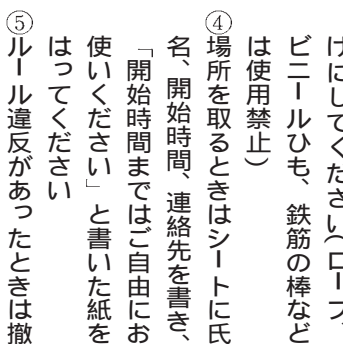 けにしてください(ロープ、
ビニールひも、鉄筋の棒など
は使用禁止)
④場所を取るときはシートに氏
名、開始時間、連絡先を書き、
「開始時間まではご自由にお
使いください」と書いた紙を
はってください
⑤ルール違反があったときは撤